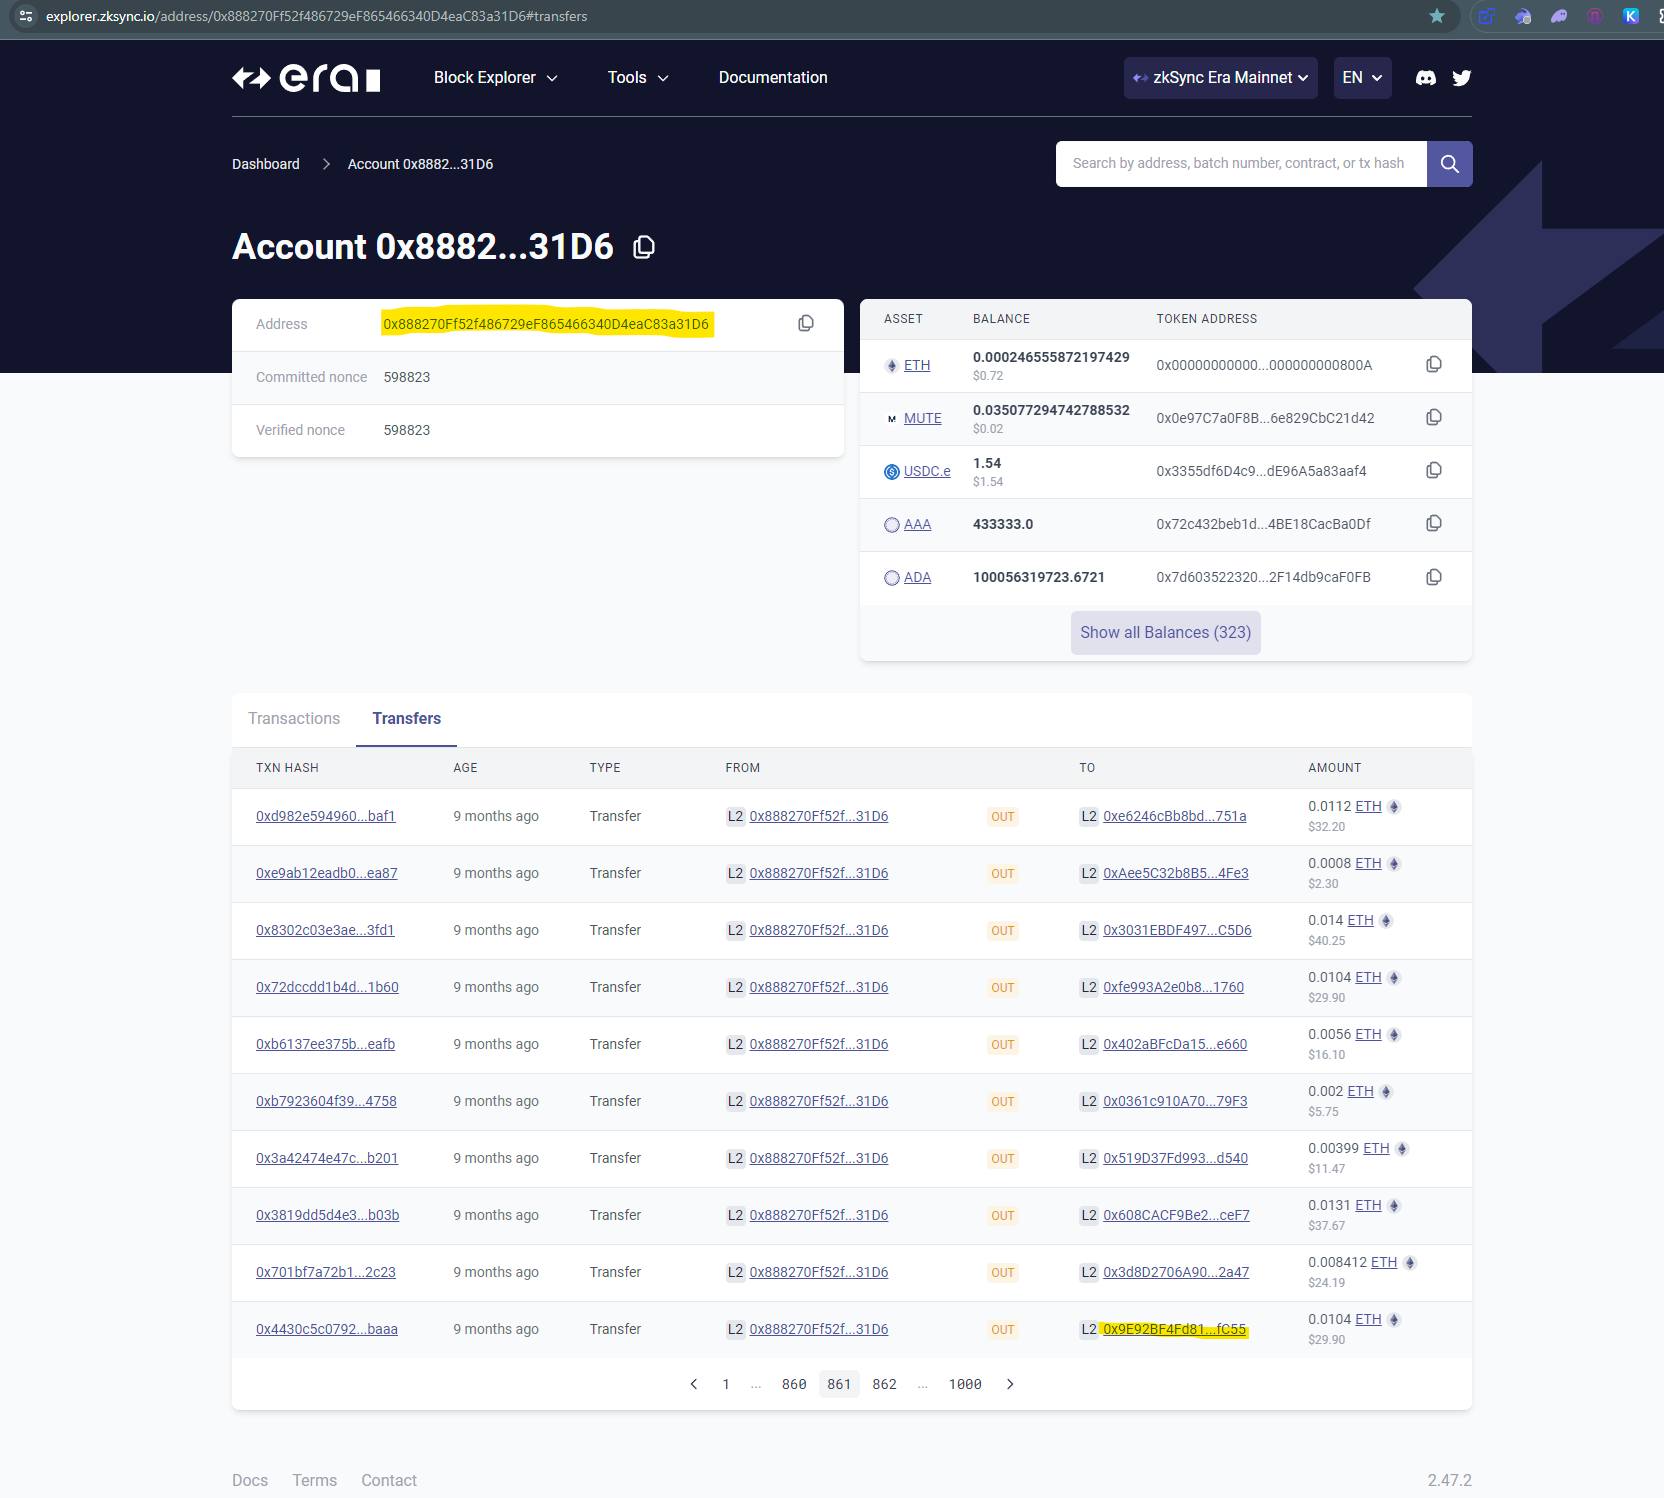 explorer.zksync.io/address/0x888270Ff52f486729eF865466340D4eaC83a31D6#transfers
era
Block Explorer
Tools
Documentation
zkSync Era Mainnet
EN
Dashboard > Account 0x8882...31D6
Search by address, batch number, contract, or tx hash
Account 0x8882...31D6
Address 0x888270Ff52f486729eF865466340D4eaC83a31D6
Committed nonce 598823
Verified nonce 598823
ASSET BALANCE TOKEN ADDRESS
ETH 0.000246555872197429 0x00000000000...000000000800A
$0.72
MUTE 0.035077294742788532 0x0e97C7a0F8B...6e829CbC21d42
$0.02
USDC.e 1.54 0x3355df6D4c9...dE96A5a83aaf4
$1.54
AAA 433333.0 0x72c432beb1d...4BE18CacBa0Df
ADA 100056319723.6721 0x7d603522320...2F14db9caF0FB
Show all Balances (323)
Transactions Transfers
TXN HASH AGE TYPE FROM TO AMOUNT
0xd982e594960...baf1 9 months ago Transfer L2 0x888270Ff52f...31D6 OUT L2 0xe6246cBb8bd...751a 0.0112 ETH
$32.20
0xe9ab12eadb0...ea87 9 months ago Transfer L2 0x888270Ff52f...31D6 OUT L2 0xAee5C32b8B5...4Fe3 0.0008 ETH
$2.30
0x8302c03e3ae...3fd1 9 months ago Transfer L2 0x888270Ff52f...31D6 OUT L2 0x3031EBDF497...C5D6 0.014 ETH
$40.25
0x72dccdd1b4d...1b60 9 months ago Transfer L2 0x888270Ff52f...31D6 OUT L2 0xfe993A2e0b8...1760 0.0104 ETH
$29.90
0xb6137ee375b...eafb 9 months ago Transfer L2 0x888270Ff52f...31D6 OUT L2 0x402aBFcDa15...e660 0.0056 ETH
$16.10
0xb7923604f39...4758 9 months ago Transfer L2 0x888270Ff52f...31D6 OUT L2 0x0361c910A70...79F3 0.002 ETH
$5.75
0x3a42474e47c...b201 9 months ago Transfer L2 0x888270Ff52f...31D6 OUT L2 0x519D37Fd993...d540 0.00399 ETH
$11.47
0x3819dd5d4e3...b03b 9 months ago Transfer L2 0x888270Ff52f...31D6 OUT L2 0x608CACF9Be2...ceF7 0.0131 ETH
$37.67
0x701bf7a72b1...2c23 9 months ago Transfer L2 0x888270Ff52f...31D6 OUT L2 0x3d8D2706A90...2a47 0.008412 ETH
$24.19
0x4430c5c0792...baaa 9 months ago Transfer L2 0x888270Ff52f...31D6 OUT L2 0x9E92BF4Fd81...fC55 0.0104 ETH
$29.90
1 ... 860 861 862 ... 1000
Docs Terms Contact 2.47.2